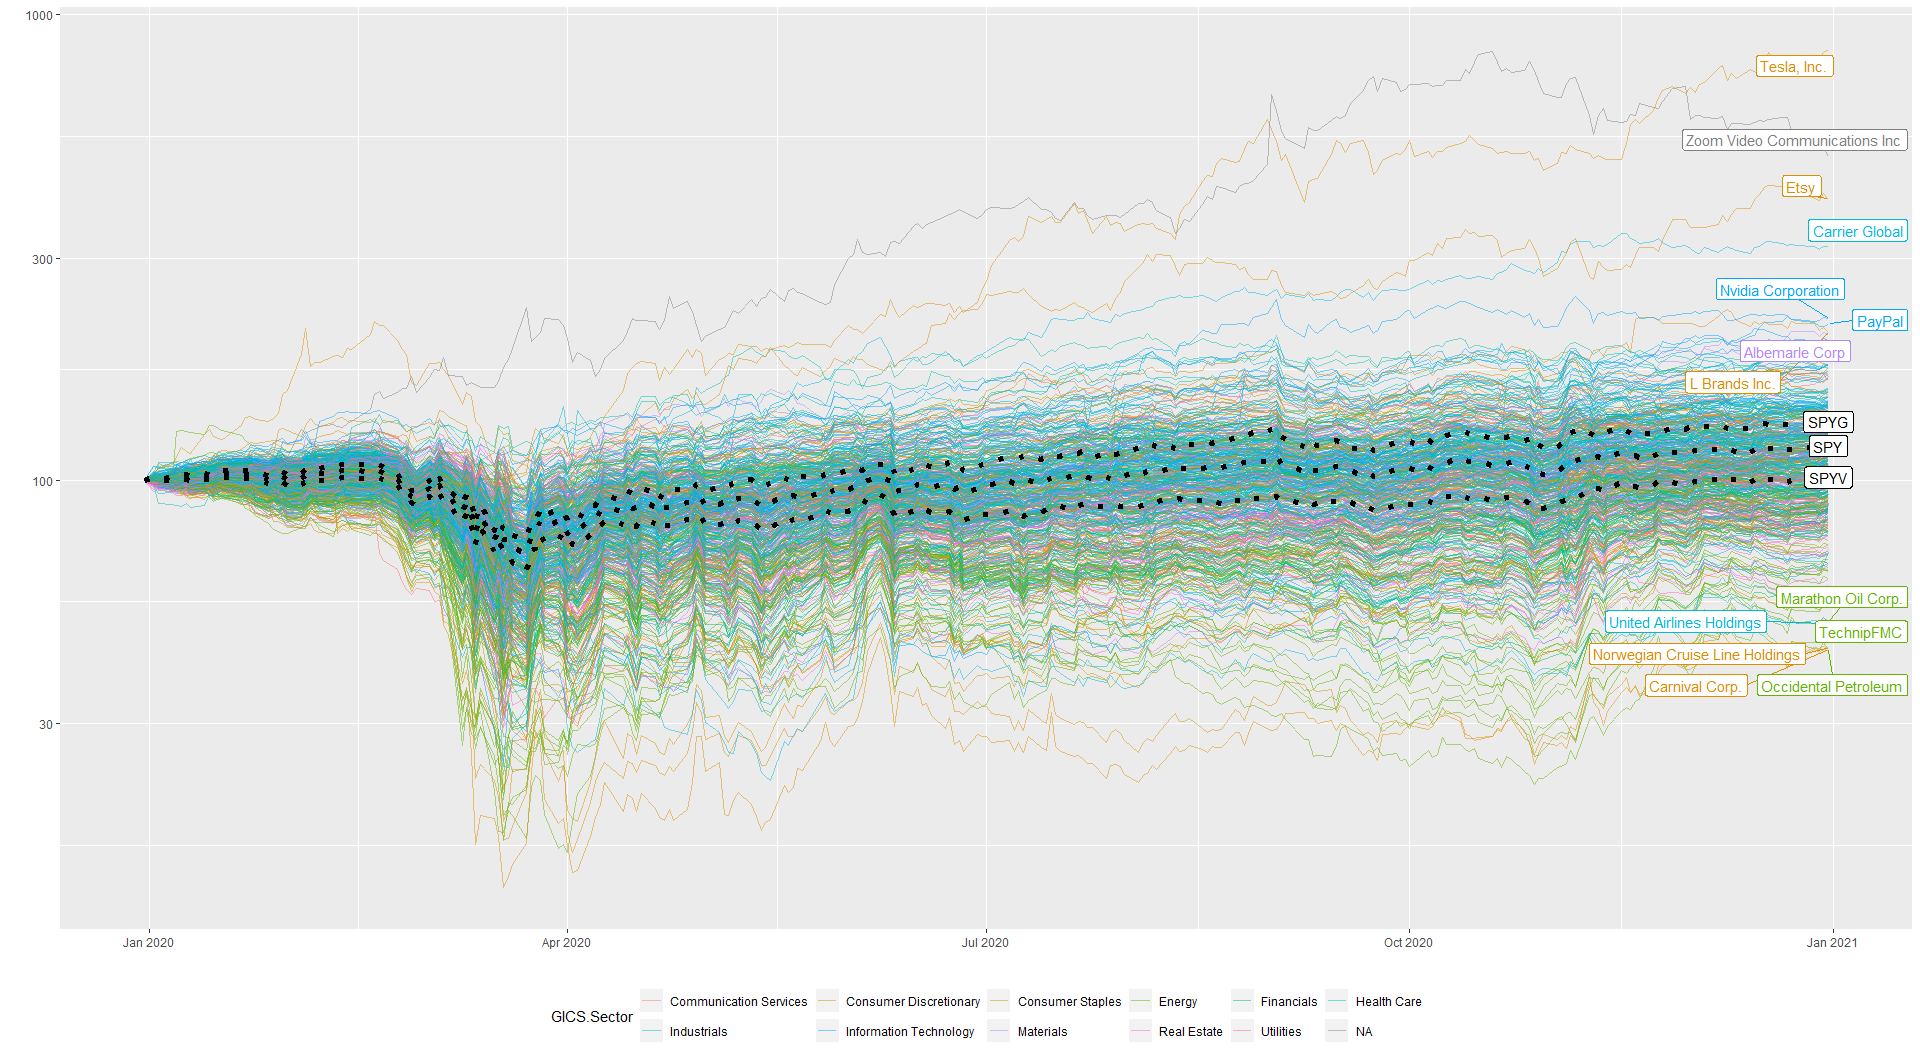 1000
Tesla, Inc.
Zoom Video Communications Inc
Etsy
Carrier Global
300
Nvidia Corporation
PayPal
Albemarle Corp
L Brands Inc.
SPYG
SPY
100
SPYV
Marathon Oil Corp.
United Airlines Holdings
TechnipFMC
Norwegian Cruise Line Holdings
Carnival Corp.
Occidental Petroleum
30
Jan 2020
Apr 2020
Jul 2020
Oct 2020
Jan 2021
GICS.Sector
Communication Services
Consumer Discretionary
Consumer Staples
Energy
Financials
Health Care
Industrials
Information Technology
Materials
Real Estate
Utilities
NA